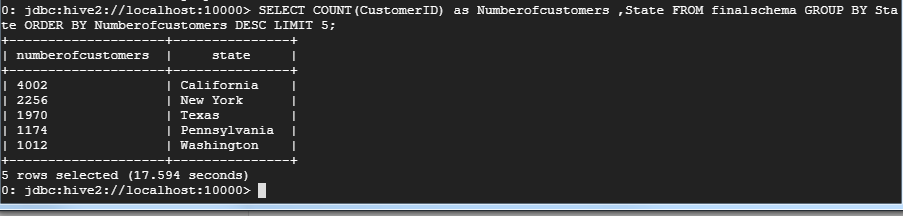 0: jdbc:hive2://localhost:10000> SELECT COUNT(CustomerID) as Numberofcustomers ,State FROM finalschema GROUP BY Sta
te ORDER BY Numberofcustomers DESC LIMIT 5;
+--------------------+---------------+
| numberofcustomers  |     state     |
+--------------------+---------------+
| 4002               | California    |
| 2256               | New York      |
| 1970               | Texas         |
| 1174               | Pennsylvania  |
| 1012               | Washington    |
+--------------------+---------------+
5 rows selected (17.594 seconds)
0: jdbc:hive2://localhost:10000>